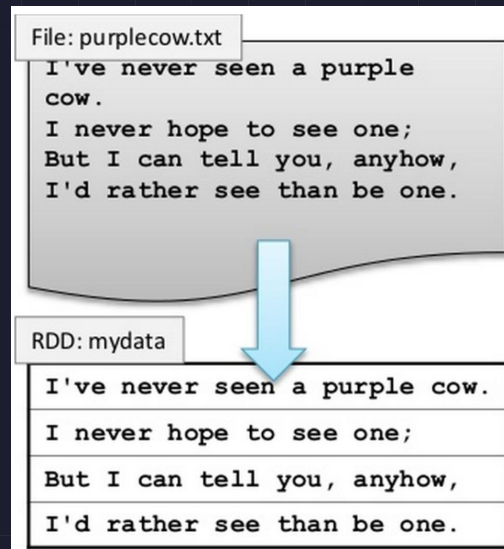 File: purplecow.txt
I've never seen a purple
cow.
I never hope to see one;
But I can tell you, anyhow,
I'd rather see than be one.
RDD: mydata
I've never seen a purple cow.
I never hope to see one;
But I can tell you, anyhow,
I'd rather see than be one.